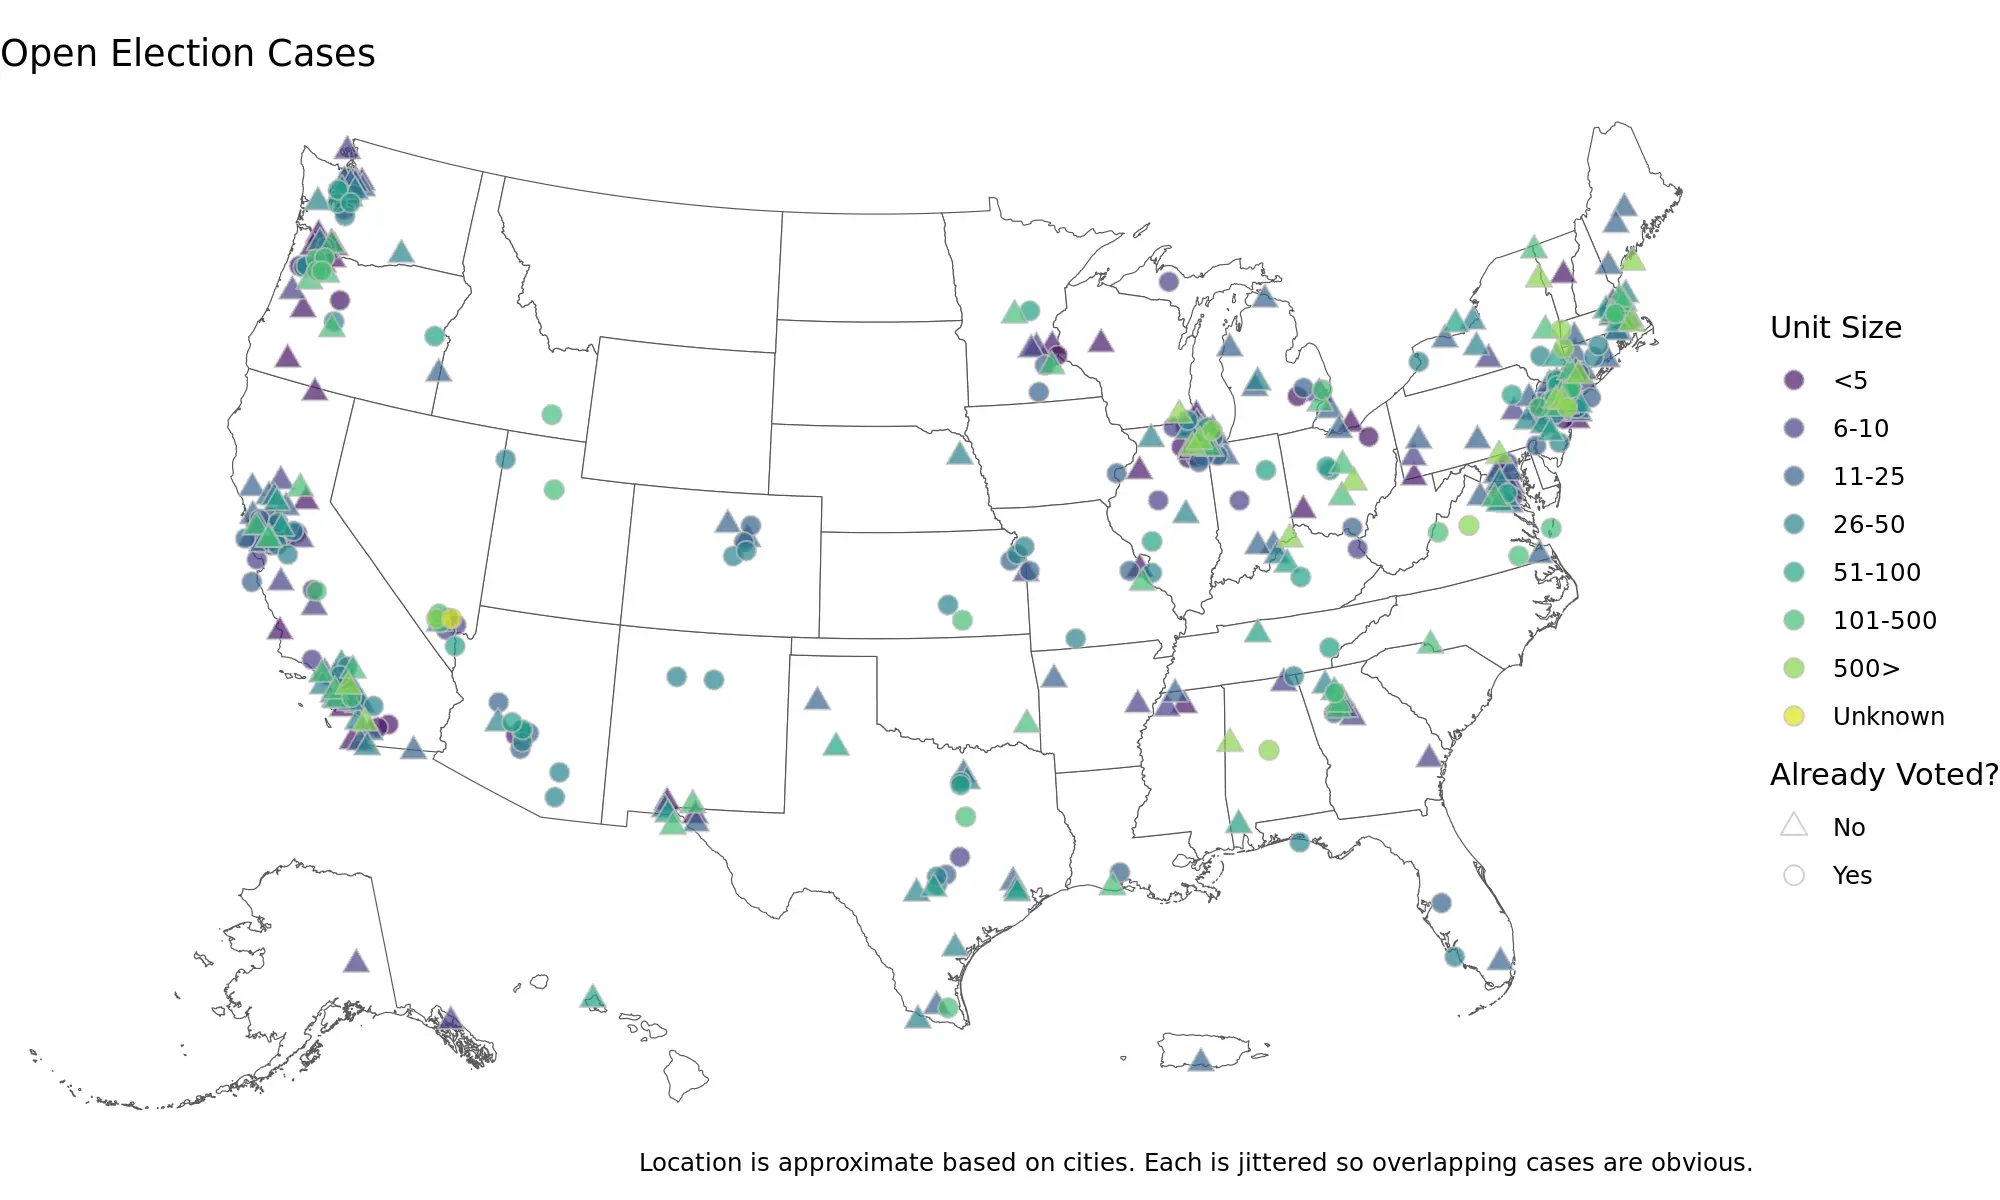 Open Election Cases
Unit Size
<5
6-10
11-25
26-50
51-100
101-500
500>
Unknown
Already Voted?
No
Yes
Location is approximate based on cities. Each is jittered so overlapping cases are obvious.